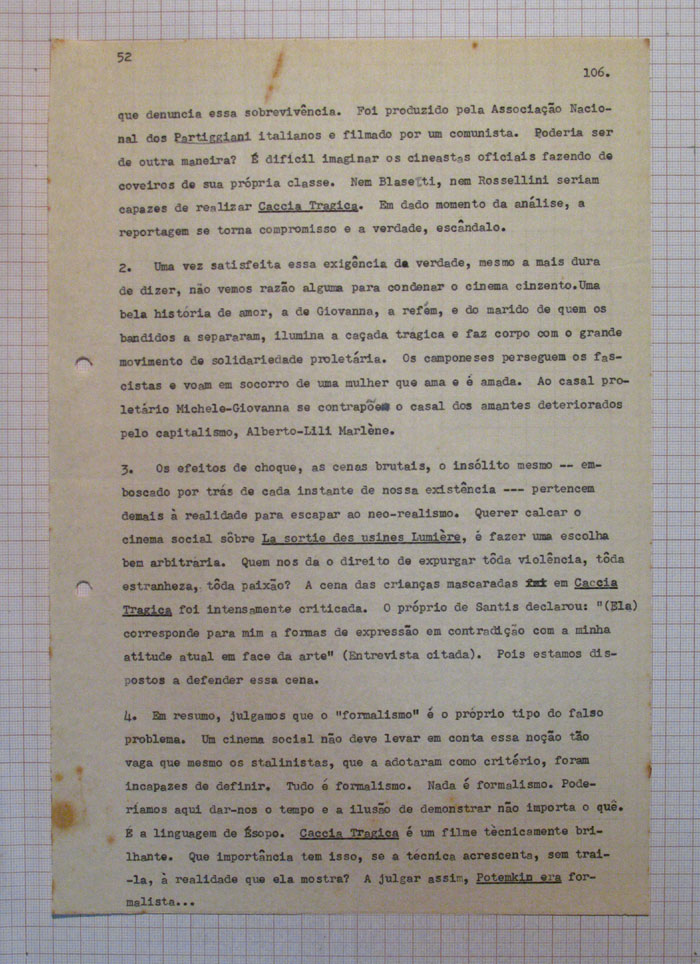 52
106.
que denuncia essa sobrevivência. Foi produzido pela Associação Nacio-
nal dos Partiggiani italianos e filmado por um comunista. Poderia ser
de outra maneira? É difícil imaginar os cineastas oficiais fazendo de
coveiros de sua própria classe. Nem Blasetti, nem Rossellini seriam
capazes de realizar Caccia Tragica. Em dado momento da análise, a
reportagem se torna compromisso e a verdade, escândalo.
2. Uma vez satisfeita essa exigência da verdade, mesmo a mais dura
de dizer, não vemos razão alguma para condenar o cinema cinzento.Uma
bela história de amor, a de Giovanna, a refém, e do marido de quem os
bandidos a separaram, ilumina a caçada tragica e faz corpo com o grande
movimento de solidariedade proletária. Os camponeses perseguem os fas-
cistas e voam em socorro de uma mulher que ama e é amada. Ao casal pro-
letário Michele-Giovanna se contrapõem o casal dos amantes deteriorados
pelo capitalismo, Alberto-Lili Marlène.
3. Os efeitos de choque, as cenas brutais, o insólito mesmo -- em-
boscado por trás de cada instante de nossa existência --- pertencem
demais à realidade para escapar ao neo-realismo. Querer calcar o
cinema social sôbre La sortie des usines Lumière, é fazer uma escolha
bem arbitrária. Quem nos da o direito de expurgar tôda violência, tôda
estranheza, tôda paixão? A cena das crianças mascaradas em Caccia
Tragica foi intensamente criticada. O próprio de Santis declarou: "(Ela)
corresponde para mim a formas de expressão em contradição com a minha
atitude atual em face da arte" (Entrevista citada). Pois estamos dis-
postos a defender essa cena.
4. Em resumo, julgamos que o "formalismo" é o próprio tipo do falso
problema. Um cinema social não deve levar em conta essa noção tão
vaga que mesmo os stalinistas, que a adotaram como critério, foram
incapazes de definir. Tudo é formalismo. Nada é formalismo. Pode-
ríamos aqui dar-nos o tempo e a ilusão de demonstrar não importa o quê.
É a linguagem de Ésopo. Caccia Tragica é um filme tècnicamente bri-
lhante. Que importância tem isso, se a técnica acrescenta, sem trai-
-la, à realidade que ela mostra? A julgar assim, Potemkin era for-
malista...